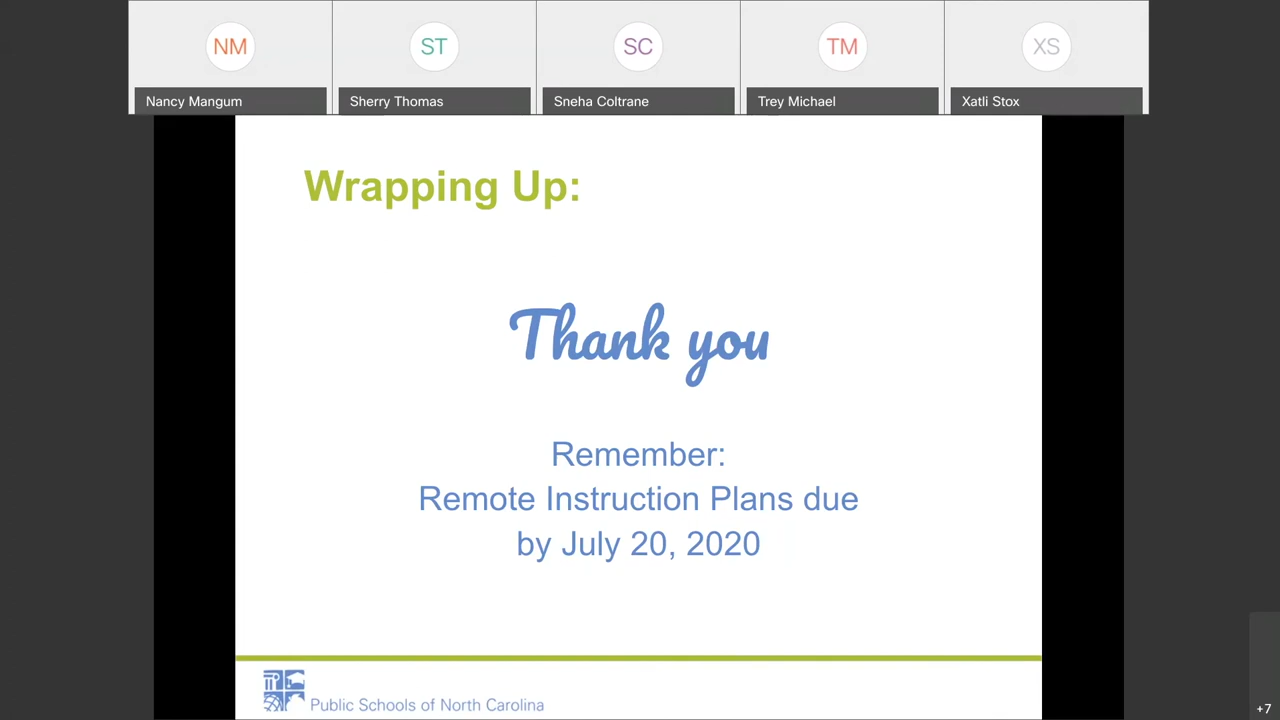 NM
ST
SC
TM
XS
Nancy Mangum
Sherry Thomas
Sneha Coltrane
Trey Michael
Xatli Stox
Wrapping Up:
Thank you
Remember:
Remote Instruction Plans due
by July 20, 2020
Public Schools of North Carolina
+7